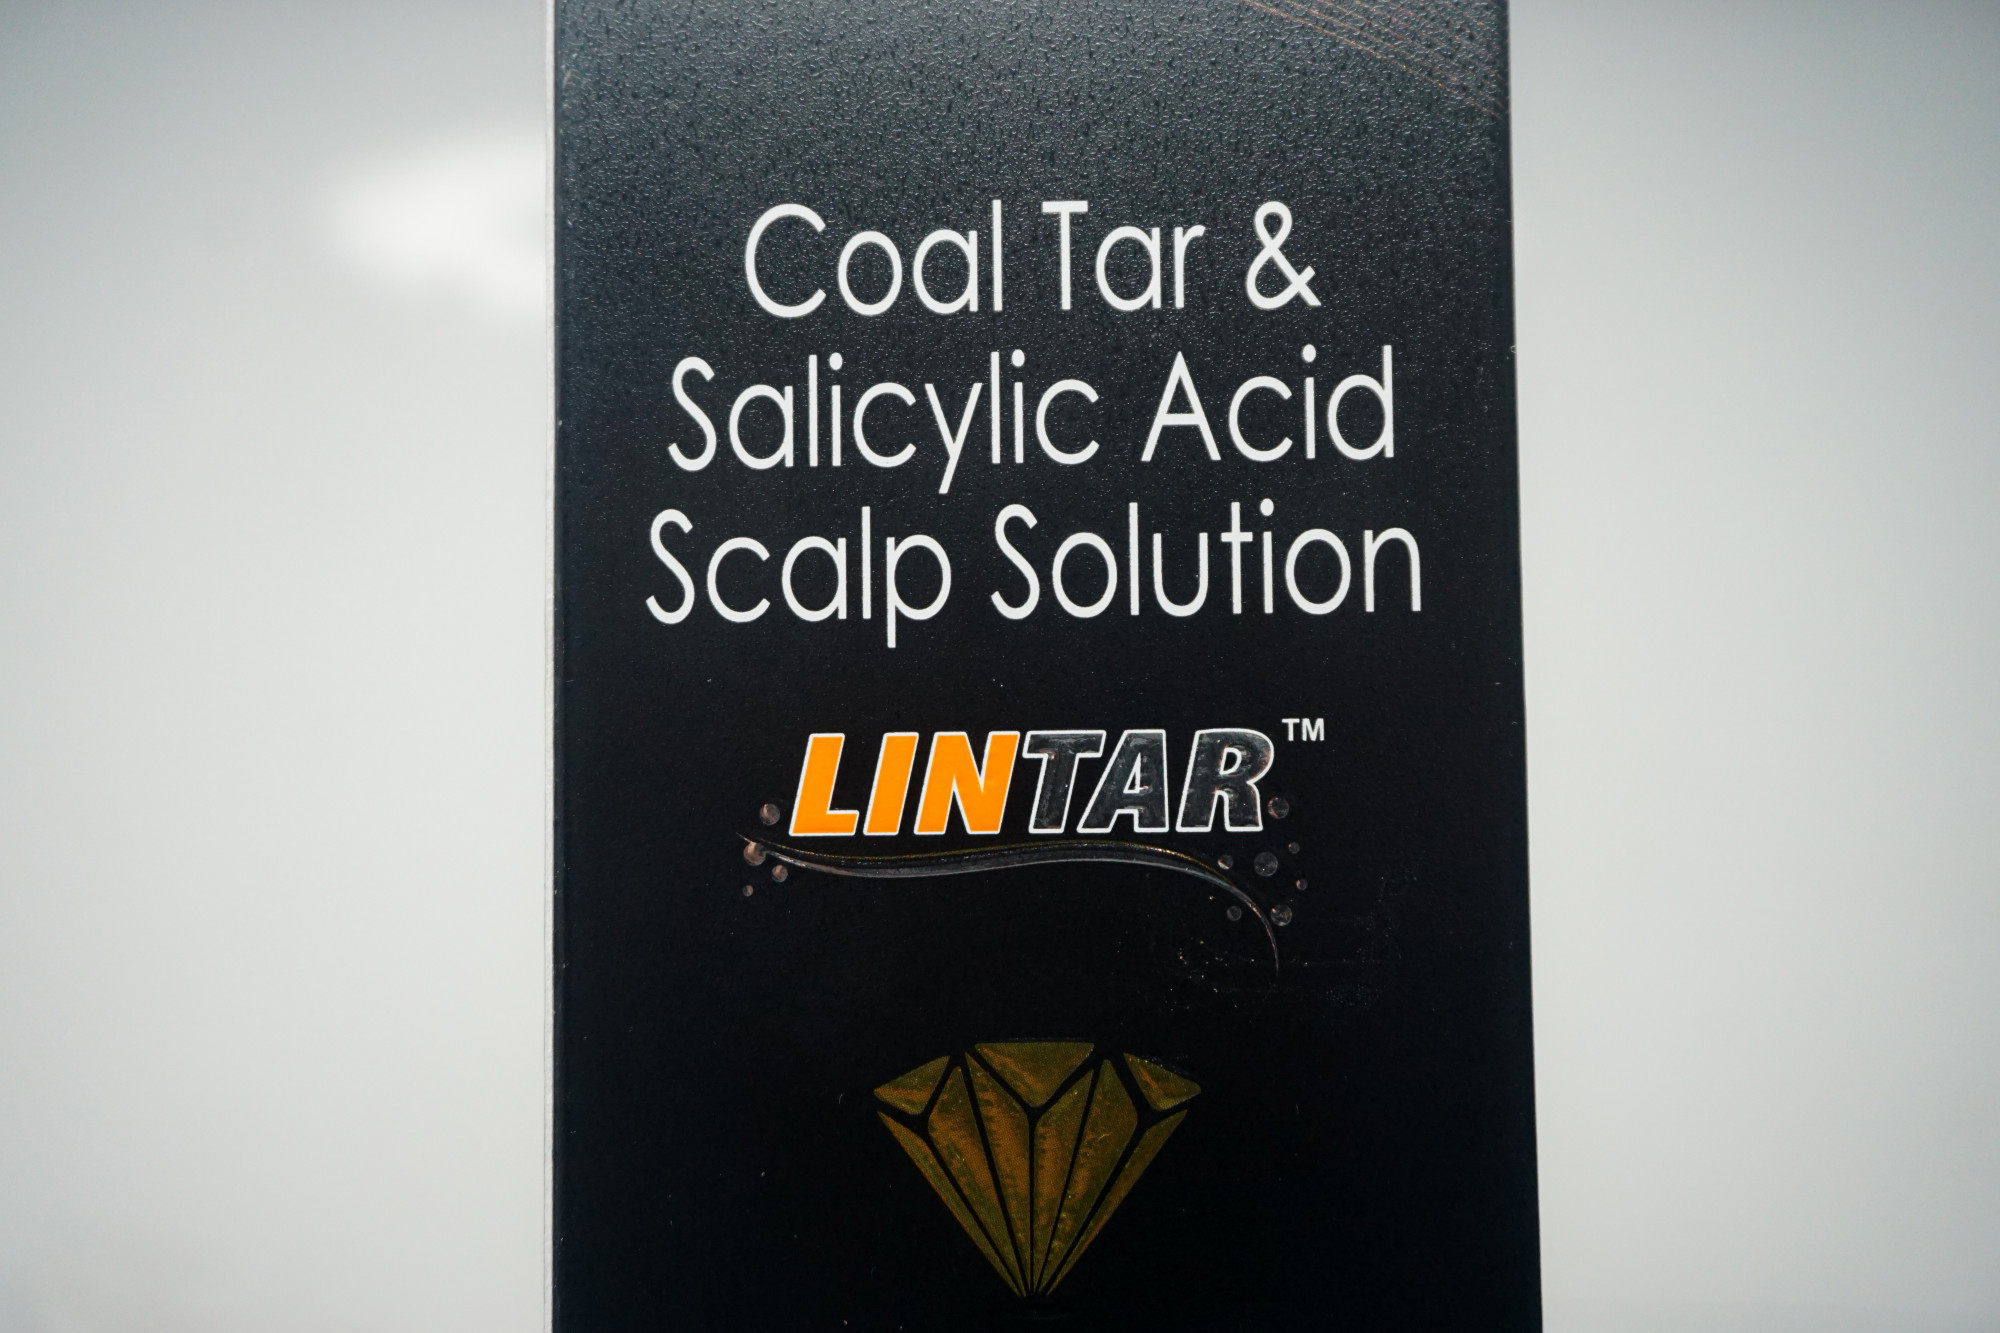 Coal Tar &
Salicylic Acid
Scalp Solution
LINTAR™